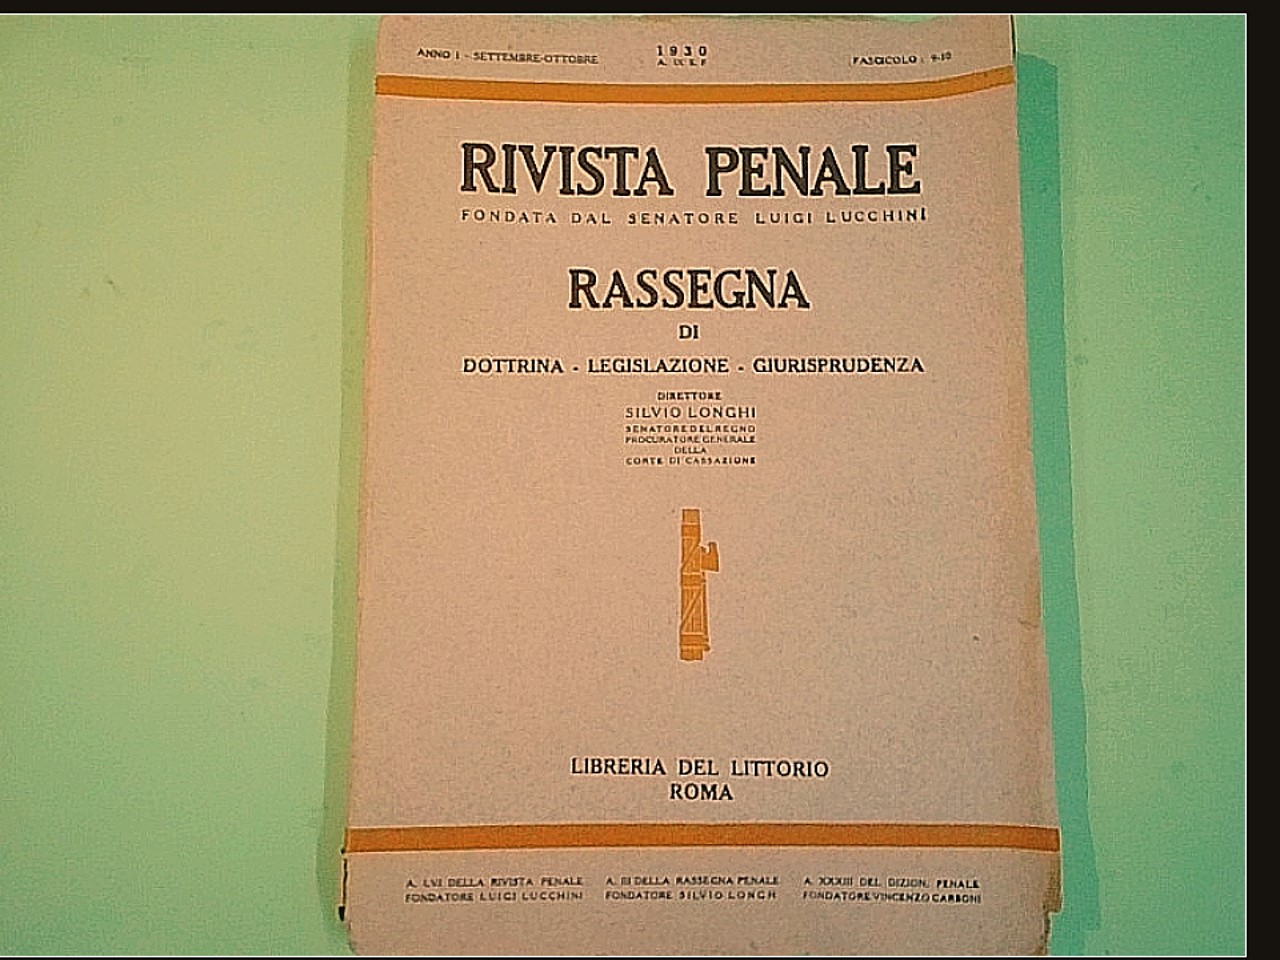 ANNO I - SETTEMBRE-OTTOBRE 1930 FASCICOLO: 9-10
A. IX E. F
RIVISTA PENALE
FONDATA DAL SENATORE LUIGI LUCCHINI
RASSEGNA
DI
DOTTRINA - LEGISLAZIONE - GIURISPRUDENZA
DIRETTORE
SILVIO LONGHI
SENATORE DEL REGNO
PROCURATORE GENERALE
DELLA
CORTE DI CASSAZIONE
LIBRERIA DEL LITTORIO
ROMA
A. LVI DELLA RIVISTA PENALE A. III DELLA RASSEGNA PENALE A. XXXIII DEL DIZION. PENALE
FONDATORE LUIGI LUCCHINI FONDATORE SILVIO LONGH FONDATORE VINCENZO CARBONI